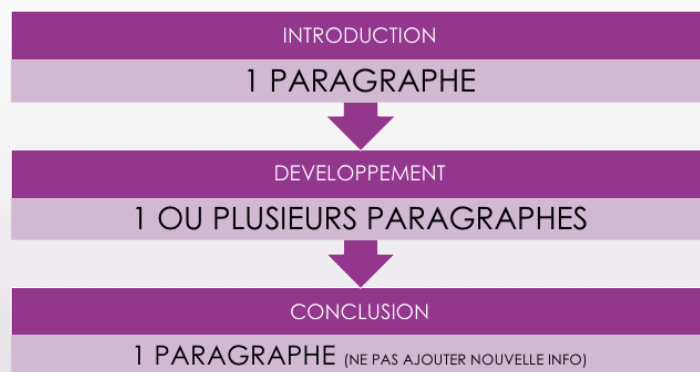 INTRODUCTION
1 PARAGRAPHE
DEVELOPPEMENT
1 OU PLUSIEURS PARAGRAPHES
CONCLUSION
1 PARAGRAPHE (NE PAS AJOUTER NOUVELLE INFO)